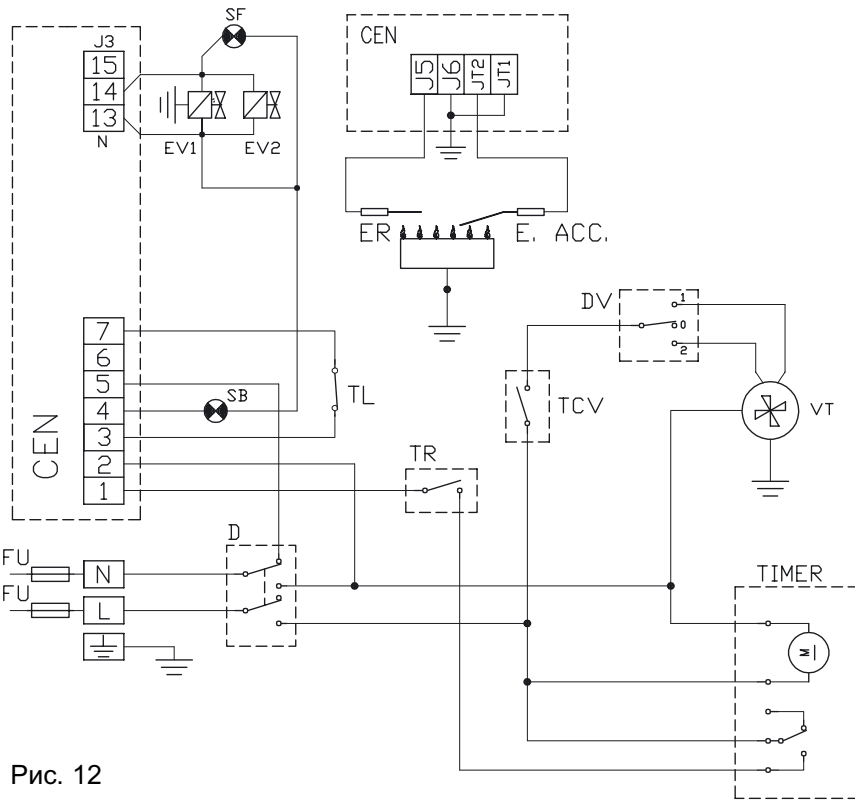 SF
J3
15
14
13
N
EV1 EV2
CEN
J5 J6 JT2 JT1
ER E. ACC.
DV
1
0
2
VT
7
6
5
4
3
2
1
SB
TL
TCV
CEN
TR
D
FU N
FU L
TIMER
M
Рис. 12